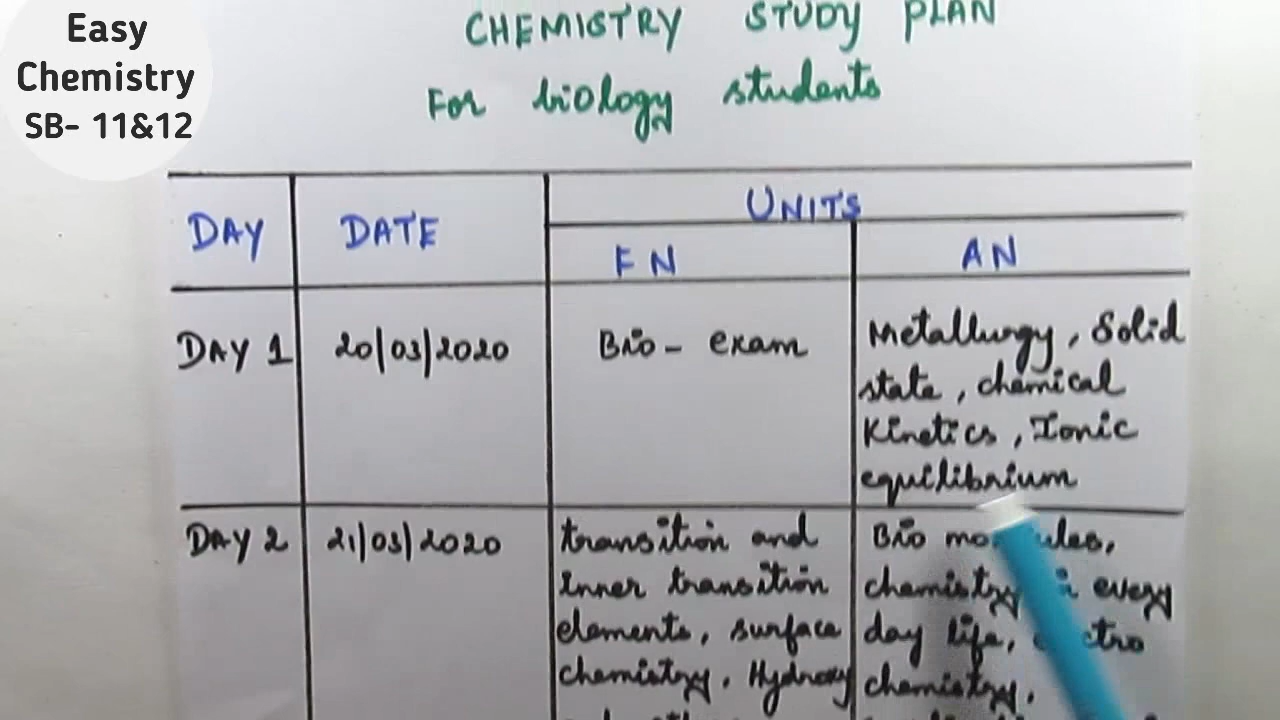 Easy
Chemistry
SB- 11&12
CHEMISTRY STUDY PLAN
For biology students
DAY DATE UNITS
FN AN
DAY 1 20/03/2020 Bio - exam Metallurgy, Solid
state, chemical
Kinetics, Ionic
equilibrium
DAY 2 21/03/2020 transition and Bio
inner transition chemistry every
elements, surface day life,
chemistry, Hydroxy chemistry,